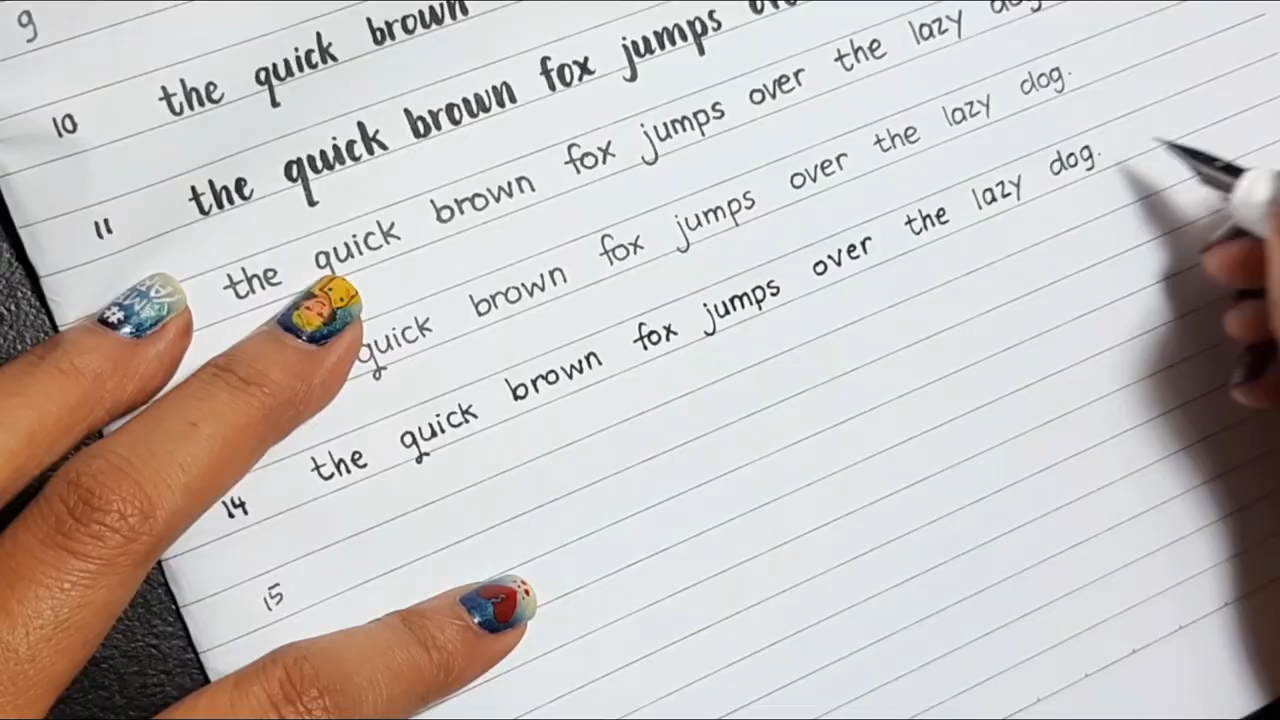 9
10 the quick brown
11 the quick brown fox jumps
the quick brown fox jumps over the lazy
quick brown fox jumps over the lazy dog.
14 the quick brown fox jumps over the lazy dog.
15